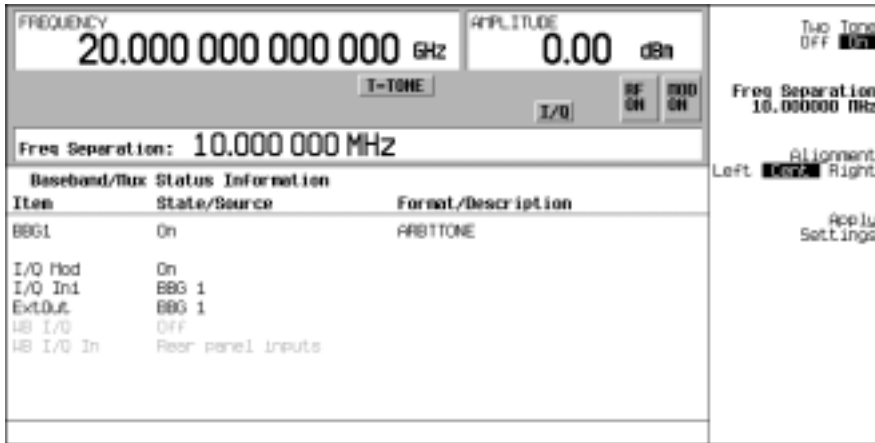 FREQUENCY
20.000 000 000 000 GHz
AMPLITUDE
0.00 dBm
T-TONE
I/Q
RF
ON
MOD
ON
Freq Separation: 10.000 000 MHz
Baseband/Mux Status Information
Item State/Source Format/Description
BBG1 On ARBTTONE
I/Q Mod On
I/Q In1 BBG 1
ExtOut BBG 1
WB I/Q Off
WB I/Q In Rear panel inputs
Two Tone
Off On
Freq Separation
10.000000 MHz
Alignment
Left Cent Right
Apply
Settings